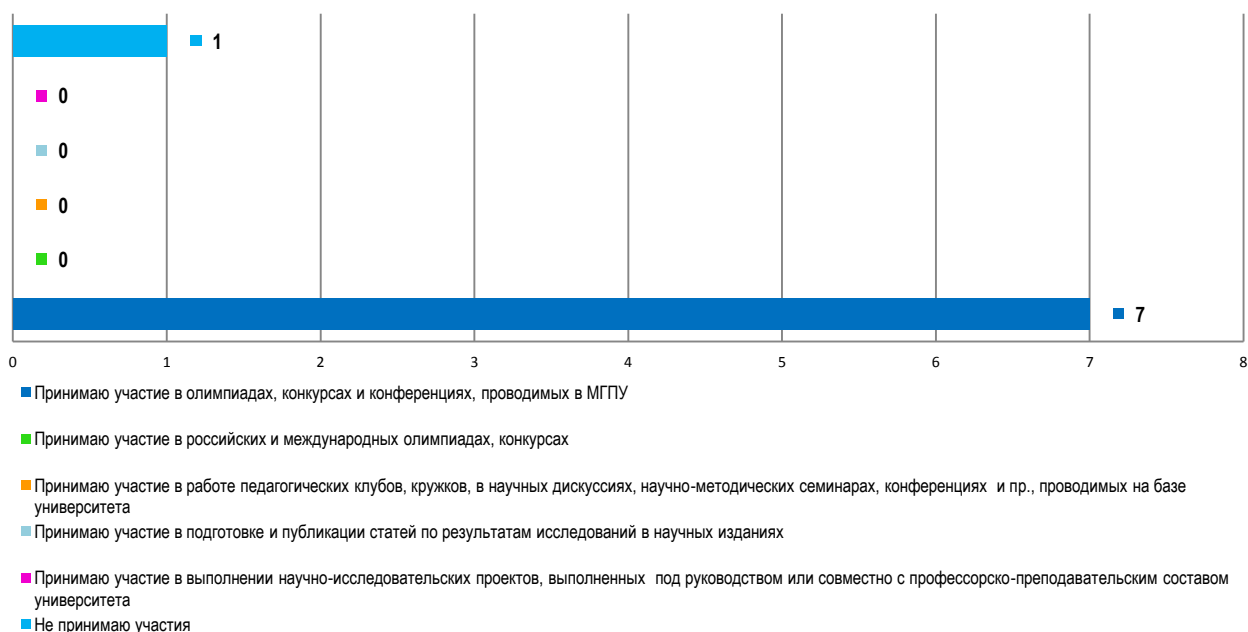 1
0
0
0
0
7
0 1 2 3 4 5 6 7 8
Принимаю участие в олимпиадах, конкурсах и конференциях, проводимых в МГПУ
Принимаю участие в российских и международных олимпиадах, конкурсах
Принимаю участие в работе педагогических клубов, кружков, в научных дискуссиях, научно-методических семинарах, конференциях и пр., проводимых на базе
университета
Принимаю участие в подготовке и публикации статей по результатам исследований в научных изданиях
Принимаю участие в выполнении научно-исследовательских проектов, выполненных под руководством или совместно с профессорско-преподавательским составом
университета
Не принимаю участия